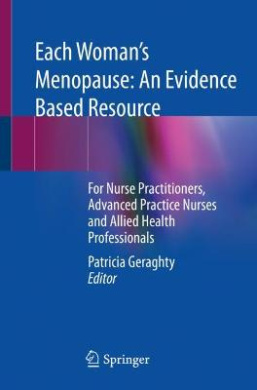 Each Woman's
Menopause: An Evidence
Based Resource
For Nurse Practitioners,
Advanced Practice Nurses
and Allied Health
Professionals
Patricia Geraghty
Editor
Springer